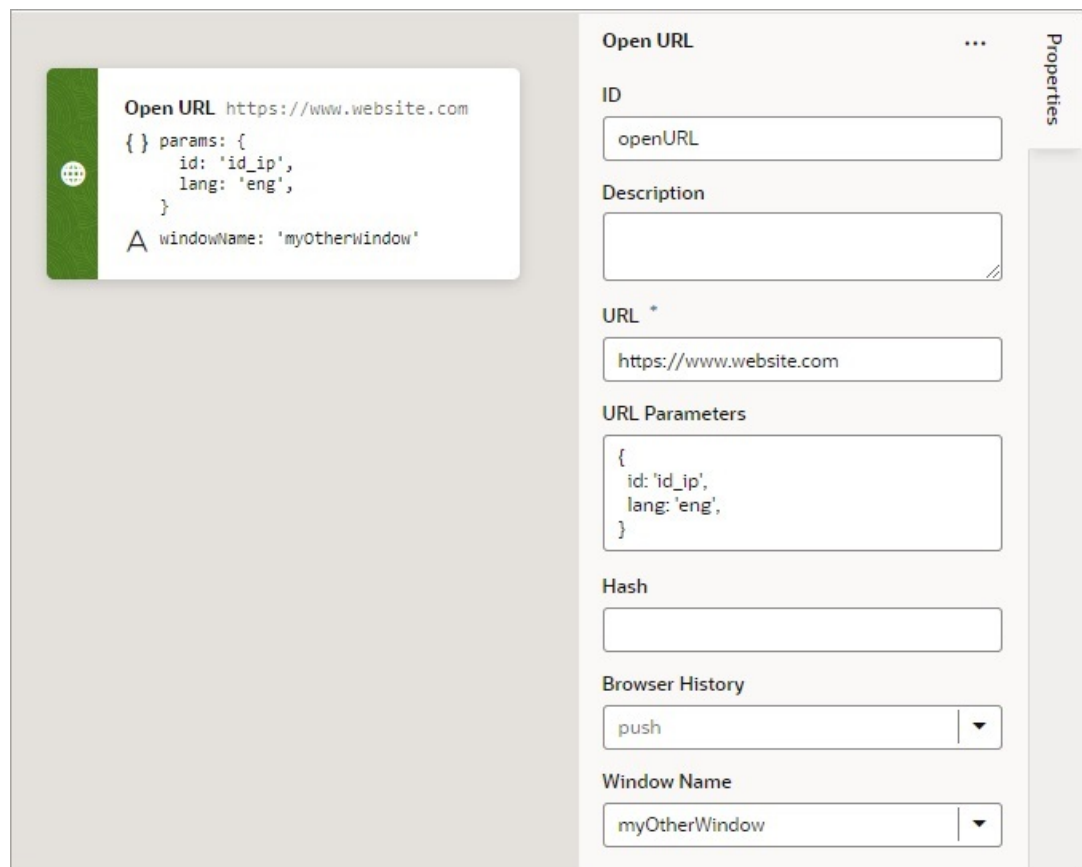 Open URL https://www.website.com
{ } params: {
id: 'id_ip',
lang: 'eng',
}
A windowName: 'myOtherWindow'
Open URL ...
Properties
ID
openURL
Description
URL *
https://www.website.com
URL Parameters
{
id: 'id_ip',
lang: 'eng',
}
Hash
Browser History
push
Window Name
myOtherWindow